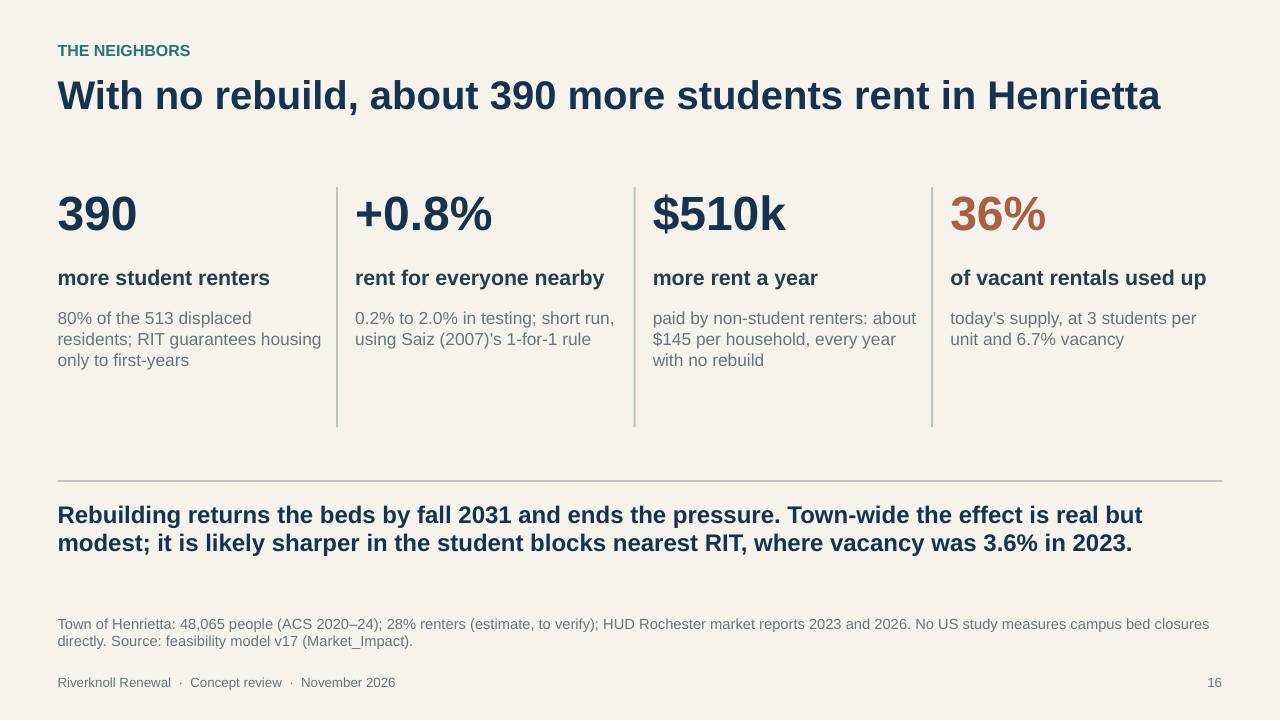 THE NEIGHBORS
With no rebuild, about 390 more students rent in Henrietta
390
more student renters
80% of the 513 displaced
residents; RIT guarantees housing
only to first-years
+0.8%
rent for everyone nearby
0.2% to 2.0% in testing; short run,
using Saiz (2007)’s 1-for-1 rule
$510k
more rent a year
paid by non-student renters: about
$145 per household, every year
with no rebuild
36%
of vacant rentals used up
today’s supply, at 3 students per
unit and 6.7% vacancy
Rebuilding returns the beds by fall 2031 and ends the pressure. Town-wide the effect is real but
modest; it is likely sharper in the student blocks nearest RIT, where vacancy was 3.6% in 2023.
Town of Henrietta: 48,065 people (ACS 2020–24); 28% renters (estimate, to verify); HUD Rochester market reports 2023 and 2026. No US study measures campus bed closures
directly. Source: feasibility model v17 (Market_Impact).
Riverknoll Renewal · Concept review · November 2026
16